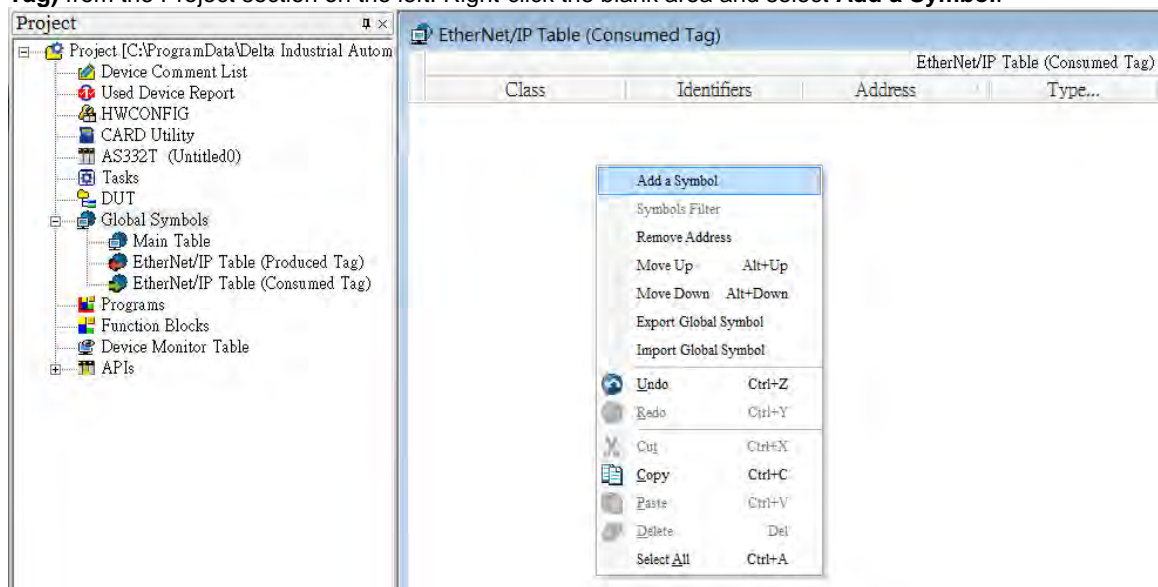 Tag) from the Project section on the left. Right-click the blank area and select Add a Symbol.
Project
Project [C:\ProgramData\Delta Industrial Autom
Device Comment List
Used Device Report
HWCONFIG
CARD Utility
AS332T (Untitled0)
Tasks
DUT
Global Symbols
Main Table
EtherNet/IP Table (Produced Tag)
EtherNet/IP Table (Consumed Tag)
Programs
Function Blocks
Device Monitor Table
APIs
EtherNet/IP Table (Consumed Tag)
EtherNet/IP Table (Consumed Tag)
Class Identifiers Address Type...
Add a Symbol
Symbols Filter
Remove Address
Move Up Alt+Up
Move Down Alt+Down
Export Global Symbol
Import Global Symbol
Undo Ctrl+Z
Redo Ctrl+Y
Cut Ctrl+X
Copy Ctrl+C
Paste Ctrl+V
Delete Del
Select All Ctrl+A